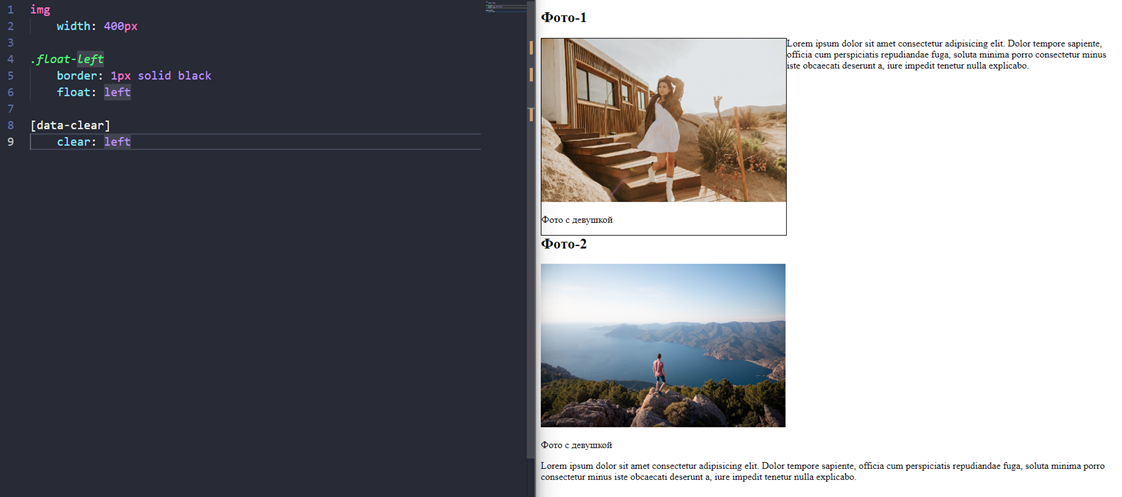 1 img
2 width: 400px
3
4 .float-left
5 border: 1px solid black
6 float: left
7
8 [data-clear]
9 clear: left
Фото-1
Lorem ipsum dolor sit amet consectetur adipisicing elit. Dolor tempore sapiente,
officia cum perspiciatis repudiandae fuga, soluta minima porro consectetur minus
iste obcaecati deserunt a, iure impedit tenetur nulla explicabo.
Фото с девушкой
Фото-2
Фото с девушкой
Lorem ipsum dolor sit amet consectetur adipisicing elit. Dolor tempore sapiente, officia cum perspiciatis repudiandae fuga, soluta minima porro
consectetur minus iste obcaecati deserunt a, iure impedit tenetur nulla explicabo.